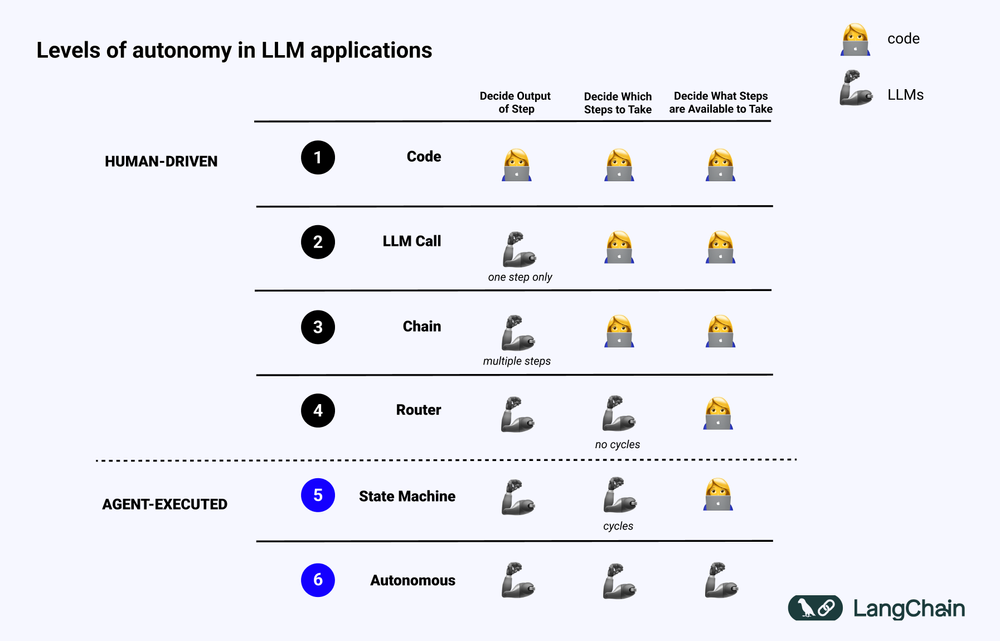 Levels of autonomy in LLM applications
code
LLMs
Decide Output
of Step
Decide Which
Steps to Take
Decide What Steps
are Available to Take
HUMAN-DRIVEN
1
Code
2
LLM Call
one step only
3
Chain
multiple steps
4
Router
no cycles
AGENT-EXECUTED
5
State Machine
cycles
6
Autonomous
LangChain